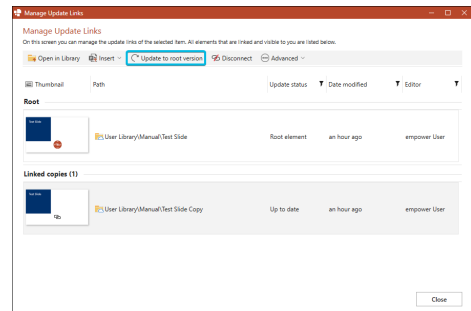 Manage Update Links
Manage Update Links
On this screen you can manage the update links of the selected item. All elements that are linked and visible to you are listed below.
Open in Library Insert Update to root version Disconnect Advanced
Thumbnail Path Update status Date modified Editor
Root
Test Slide
User Library\Manual\Test Slide Root element an hour ago empower User
Linked copies (1)
Test Slide
User Library\Manual\Test Slide Copy Up to date an hour ago empower User
Close